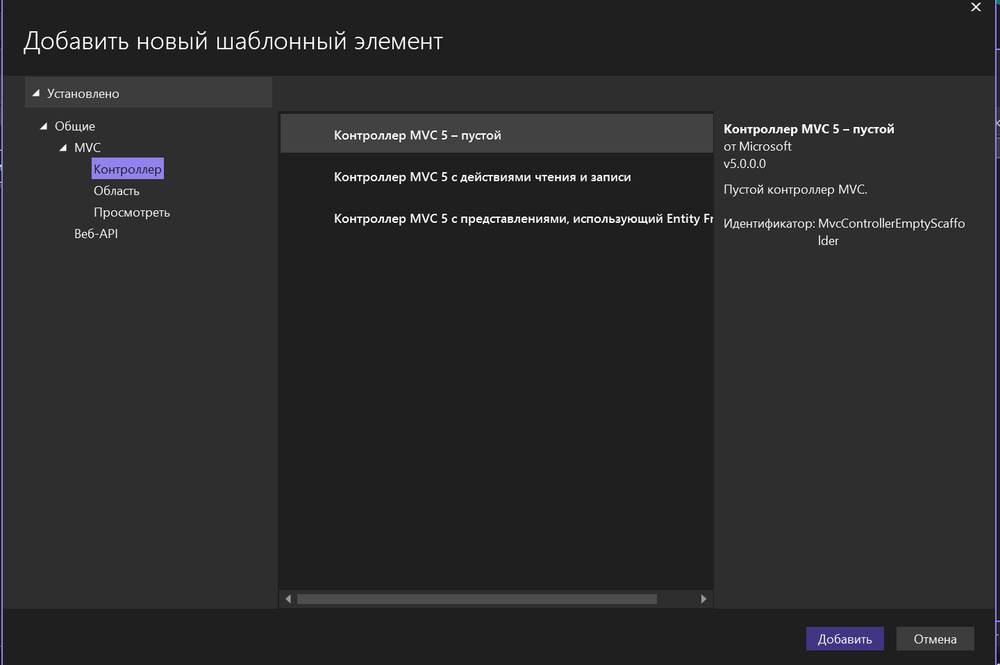 Добавить новый шаблонный элемент
Установлено
Общие
MVC
Контроллер
Область
Просмотреть
Веб-API
Контроллер MVC 5 – пустой
Контроллер MVC 5 с действиями чтения и записи
Контроллер MVC 5 с представлениями, использующий Entity Fr
Контроллер MVC 5 – пустой
от Microsoft
v5.0.0.0
Пустой контроллер MVC.
Идентификатор: MvcControllerEmptyScaffo
lder
Добавить
Отмена